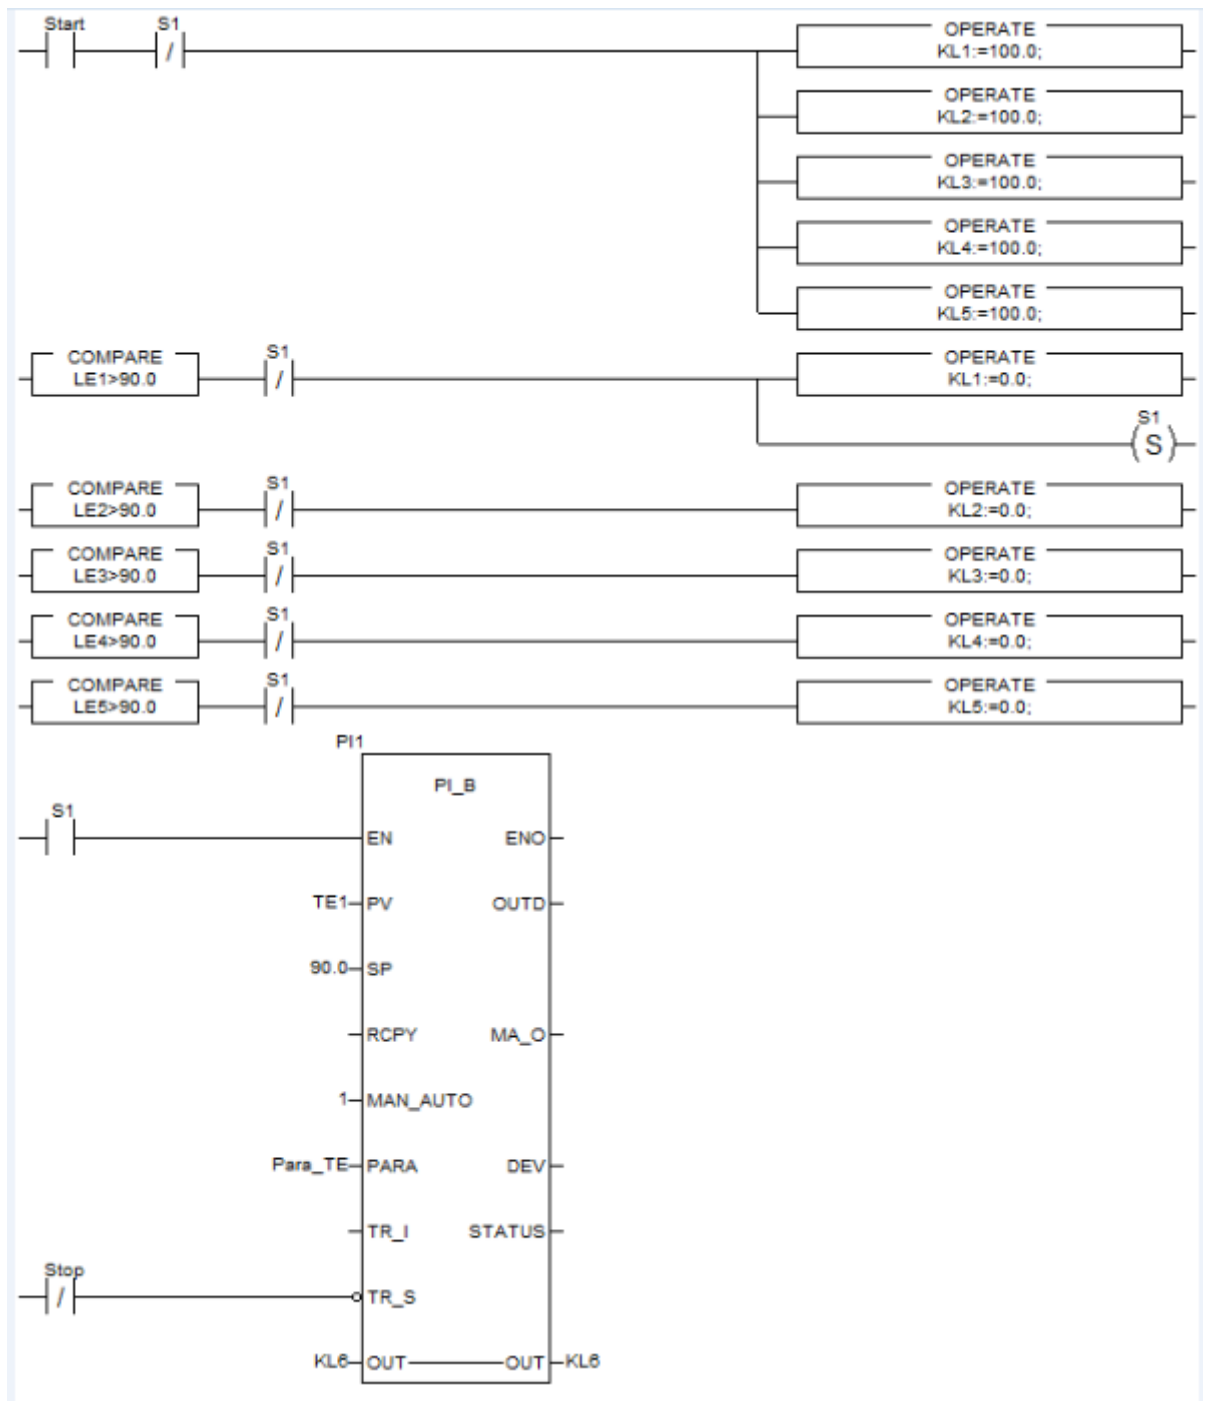 Start S1
OPERATE
KL1:=100.0;
OPERATE
KL2:=100.0;
OPERATE
KL3:=100.0;
OPERATE
KL4:=100.0;
OPERATE
KL5:=100.0;
COMPARE S1 OPERATE
LE1>90.0 / KL1:=0.0;
S1
(S)
COMPARE S1 OPERATE
LE2>90.0 / KL2:=0.0;
COMPARE S1 OPERATE
LE3>90.0 / KL3:=0.0;
COMPARE S1 OPERATE
LE4>90.0 / KL4:=0.0;
COMPARE S1 OPERATE
LE5>90.0 / KL5:=0.0;
PI1
PI_B
S1
EN ENO
TE1 PV OUTD
90.0 SP
RCPY MA_O
1 MAN_AUTO
Para_TE PARA DEV
TR_I STATUS
Stop
/ TR_S
KL6 OUT OUT KL6